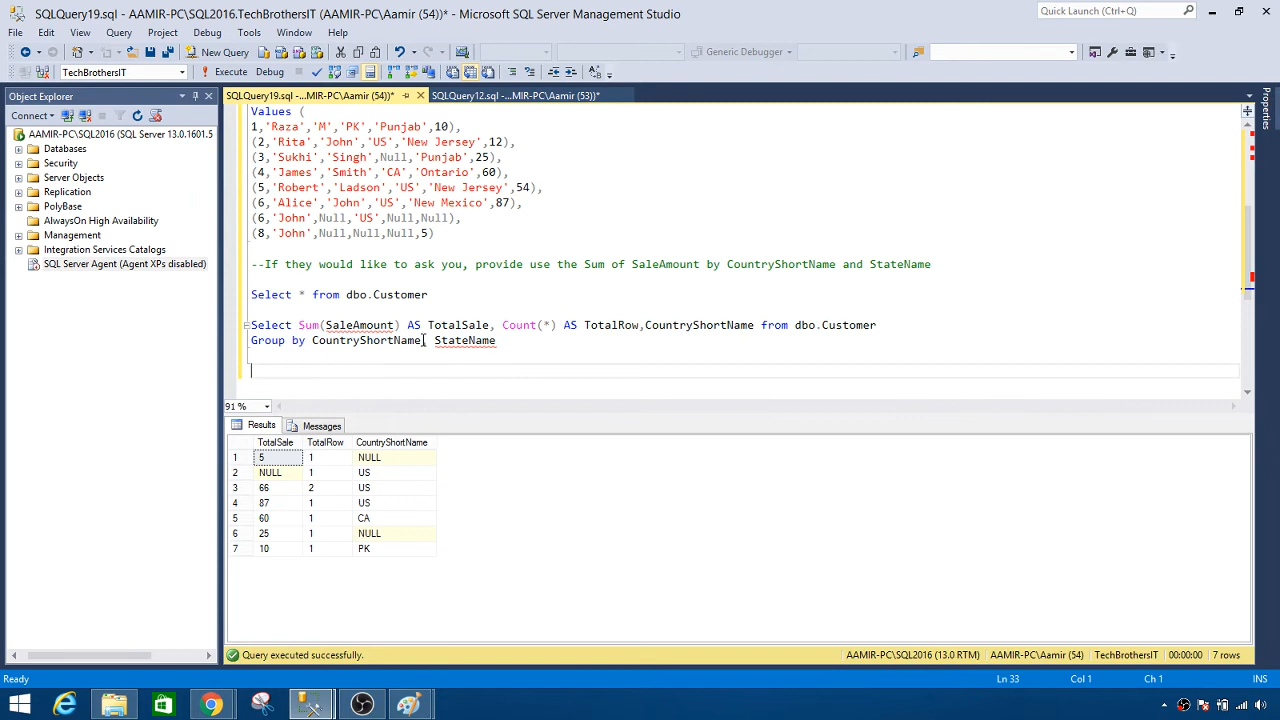 SQLQuery19.sql - AAMIR-PC\SQL2016.TechBrothersIT (AAMIR-PC\Aamir (54))* - Microsoft SQL Server Management Studio
Quick Launch (Ctrl+Q)
File Edit View Query Project Debug Tools Window Help
New Query
Generic Debugger
TechBrothersIT
Execute Debug
Object Explorer
SQLQuery19.sql -...MIR-PC\Aamir (54))*
SQLQuery12.sql -...MIR-PC\Aamir (53))*
Properties
Connect
AAMIR-PC\SQL2016 (SQL Server 13.0.1601.5
Databases
Security
Server Objects
Replication
PolyBase
AlwaysOn High Availability
Management
Integration Services Catalogs
SQL Server Agent (Agent XPs disabled)
Values (
1,'Raza','M','PK','Punjab',10),
(2,'Rita','John','US','New Jersey',12),
(3,'Sukhi','Singh',Null,'Punjab',25),
(4,'James','Smith','CA','Ontario',60),
(5,'Robert','Ladson','US','New Jersey',54),
(6,'Alice','John','US','New Mexico',87),
(6,'John',Null,'US',Null,Null),
(8,'John',Null,Null,Null,5)
--If they would like to ask you, provide use the Sum of SaleAmount by CountryShortName and StateName
Select * from dbo.Customer
Select Sum(SaleAmount) AS TotalSale, Count(*) AS TotalRow,CountryShortName from dbo.Customer
Group by CountryShortName, StateName
91 %
Results Messages
TotalSale TotalRow CountryShortName
1 5 1 NULL
2 NULL 1 US
3 66 2 US
4 87 1 US
5 60 1 CA
6 25 1 NULL
7 10 1 PK
Query executed successfully.
AAMIR-PC\SQL2016 (13.0 RTM) AAMIR-PC\Aamir (54) TechBrothersIT 00:00:00 7 rows
Ready Ln 33 Col 1 Ch 1 INS